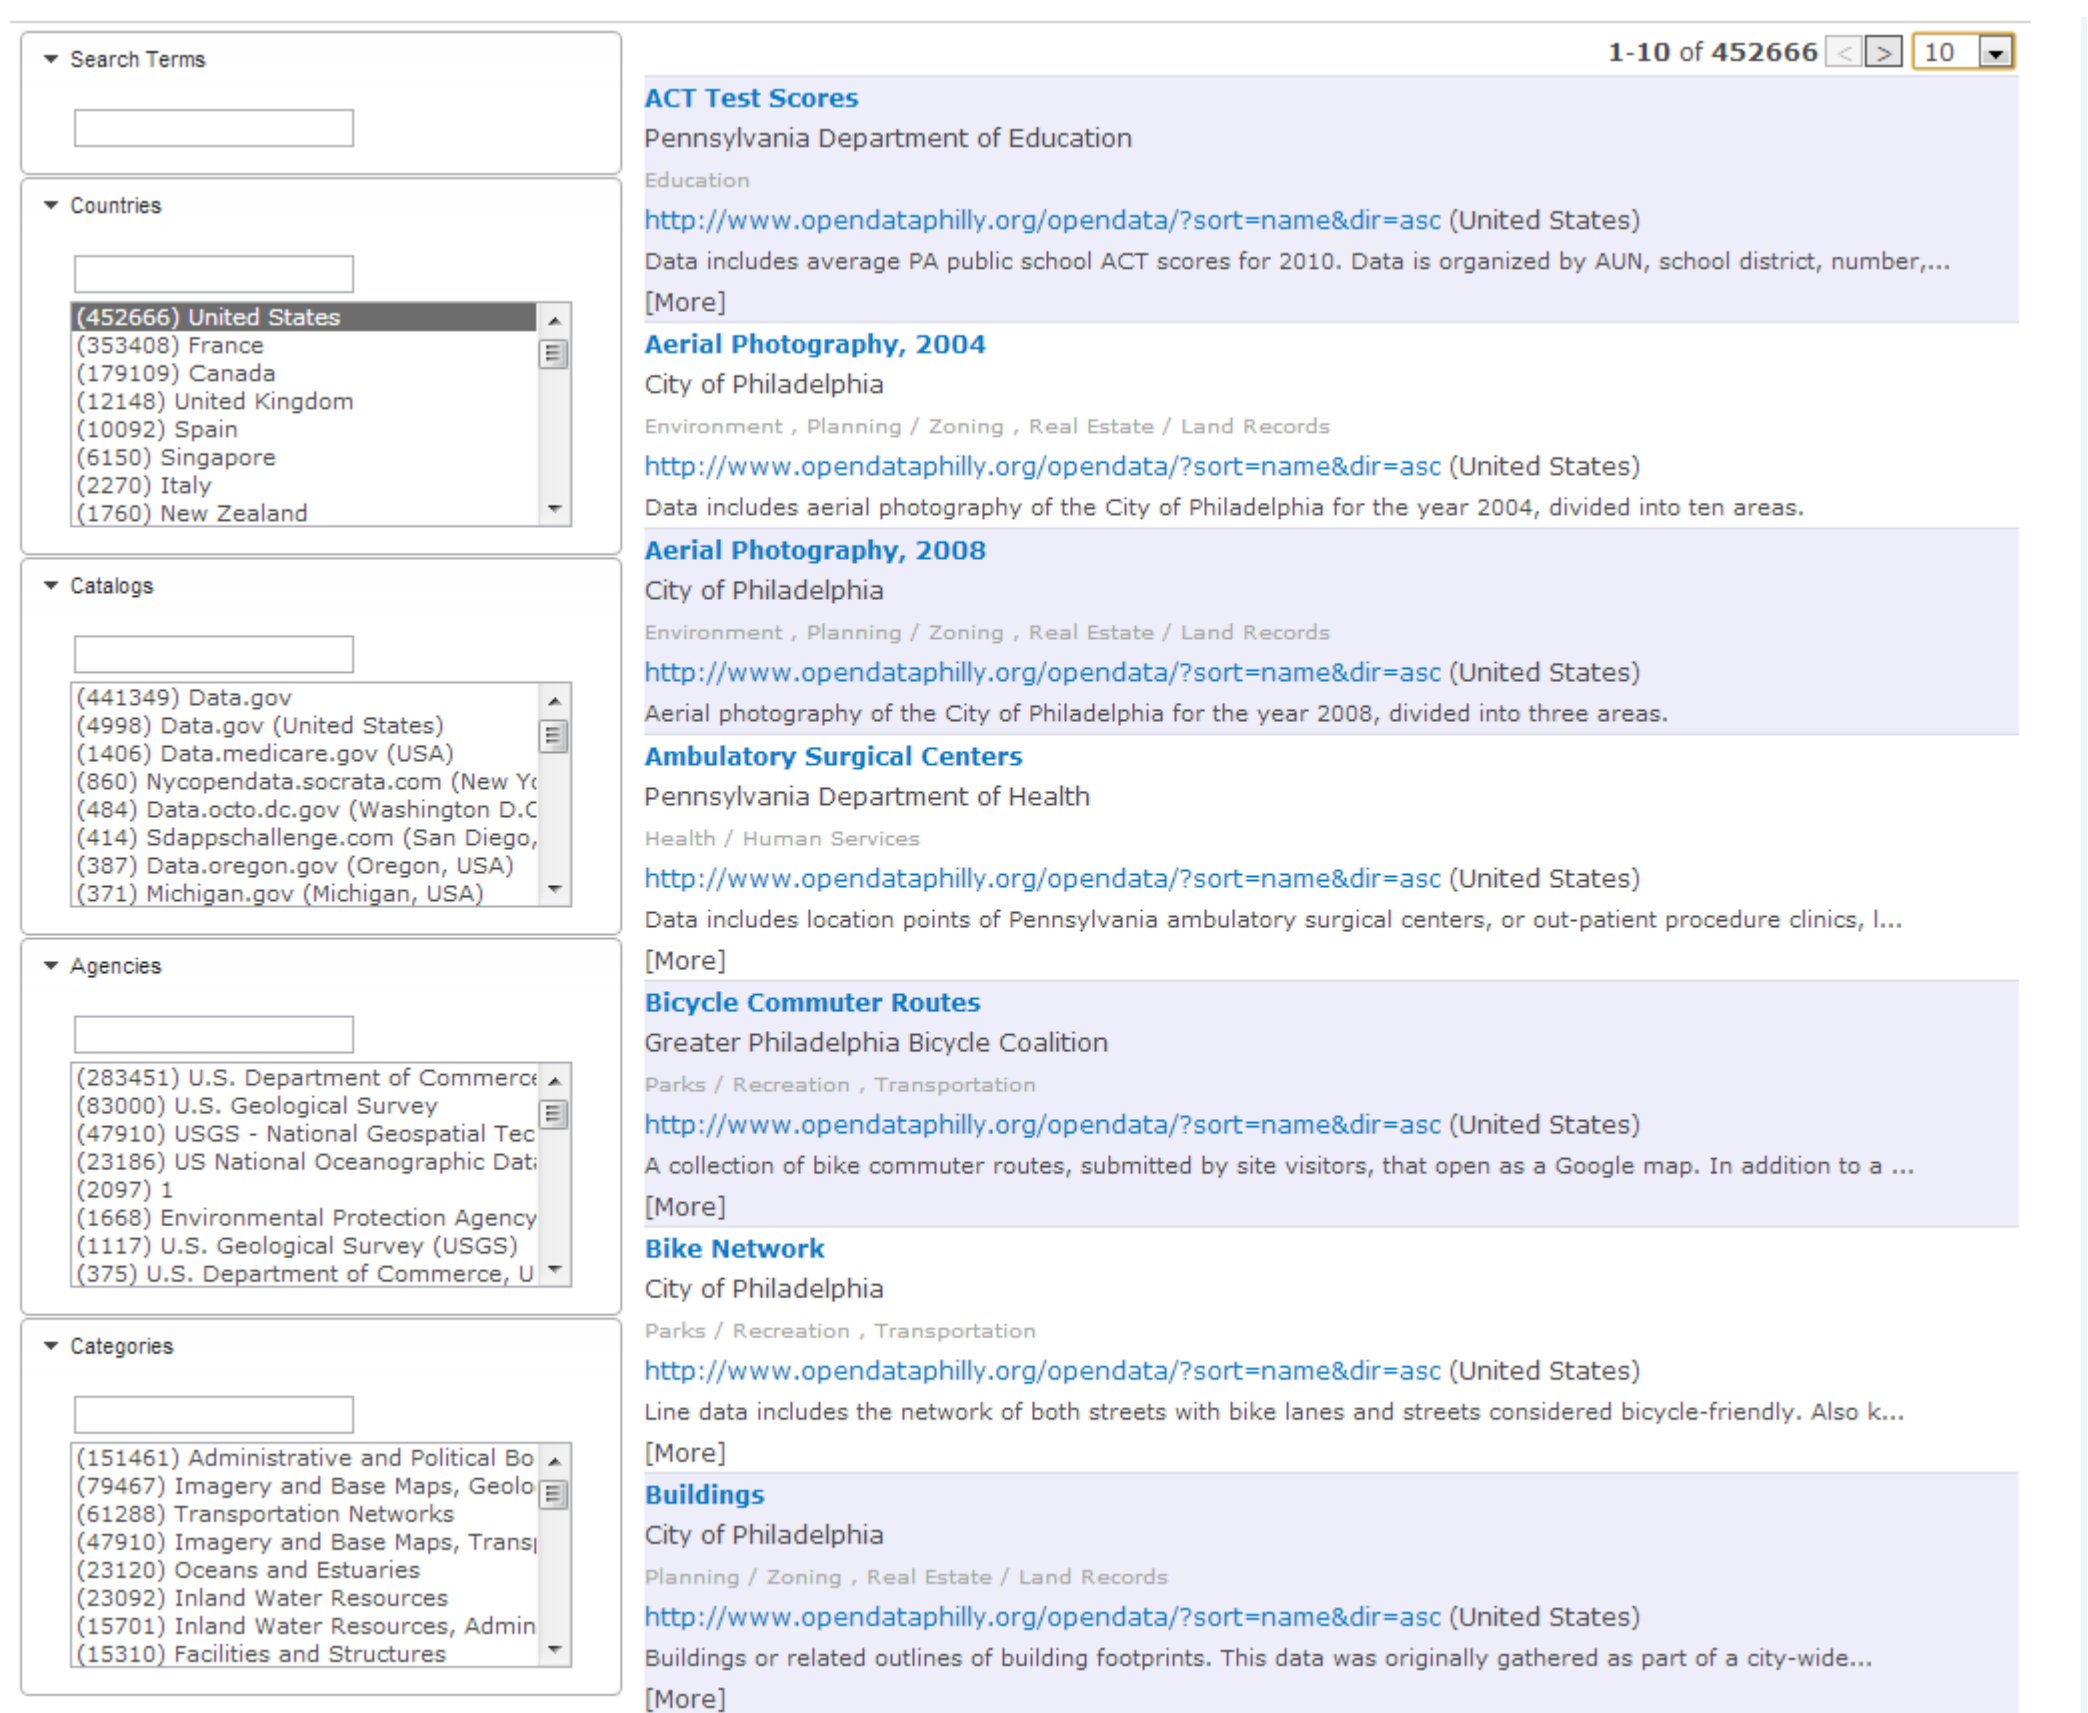 Search Terms
Countries
(452666) United States
(353408) France
(179109) Canada
(12148) United Kingdom
(10092) Spain
(6150) Singapore
(2270) Italy
(1760) New Zealand
Catalogs
(441349) Data.gov
(4998) Data.gov (United States)
(1406) Data.medicare.gov (USA)
(860) Nycopendata.socrata.com (New Yo
(484) Data.octo.dc.gov (Washington D.C
(414) Sdappschallenge.com (San Diego,
(387) Data.oregon.gov (Oregon, USA)
(371) Michigan.gov (Michigan, USA)
Agencies
(283451) U.S. Department of Commerce
(83000) U.S. Geological Survey
(47910) USGS - National Geospatial Tec
(23186) US National Oceanographic Data
(2097) 1
(1668) Environmental Protection Agency
(1117) U.S. Geological Survey (USGS)
(375) U.S. Department of Commerce, U
Categories
(151461) Administrative and Political Bo
(79467) Imagery and Base Maps, Geolo
(61288) Transportation Networks
(47910) Imagery and Base Maps, Transp
(23120) Oceans and Estuaries
(23092) Inland Water Resources
(15701) Inland Water Resources, Admin
(15310) Facilities and Structures
1-10 of 452666 < > 10
ACT Test Scores
Pennsylvania Department of Education
Education
http://www.opendataphilly.org/opendata/?sort=name&dir=asc (United States)
Data includes average PA public school ACT scores for 2010. Data is organized by AUN, school district, number,...
[More]
Aerial Photography, 2004
City of Philadelphia
Environment , Planning / Zoning , Real Estate / Land Records
http://www.opendataphilly.org/opendata/?sort=name&dir=asc (United States)
Data includes aerial photography of the City of Philadelphia for the year 2004, divided into ten areas.
Aerial Photography, 2008
City of Philadelphia
Environment , Planning / Zoning , Real Estate / Land Records
http://www.opendataphilly.org/opendata/?sort=name&dir=asc (United States)
Aerial photography of the City of Philadelphia for the year 2008, divided into three areas.
Ambulatory Surgical Centers
Pennsylvania Department of Health
Health / Human Services
http://www.opendataphilly.org/opendata/?sort=name&dir=asc (United States)
Data includes location points of Pennsylvania ambulatory surgical centers, or out-patient procedure clinics, l...
[More]
Bicycle Commuter Routes
Greater Philadelphia Bicycle Coalition
Parks / Recreation , Transportation
http://www.opendataphilly.org/opendata/?sort=name&dir=asc (United States)
A collection of bike commuter routes, submitted by site visitors, that open as a Google map. In addition to a ...
[More]
Bike Network
City of Philadelphia
Parks / Recreation , Transportation
http://www.opendataphilly.org/opendata/?sort=name&dir=asc (United States)
Line data includes the network of both streets with bike lanes and streets considered bicycle-friendly. Also k...
[More]
Buildings
City of Philadelphia
Planning / Zoning , Real Estate / Land Records
http://www.opendataphilly.org/opendata/?sort=name&dir=asc (United States)
Buildings or related outlines of building footprints. This data was originally gathered as part of a city-wide...
[More]